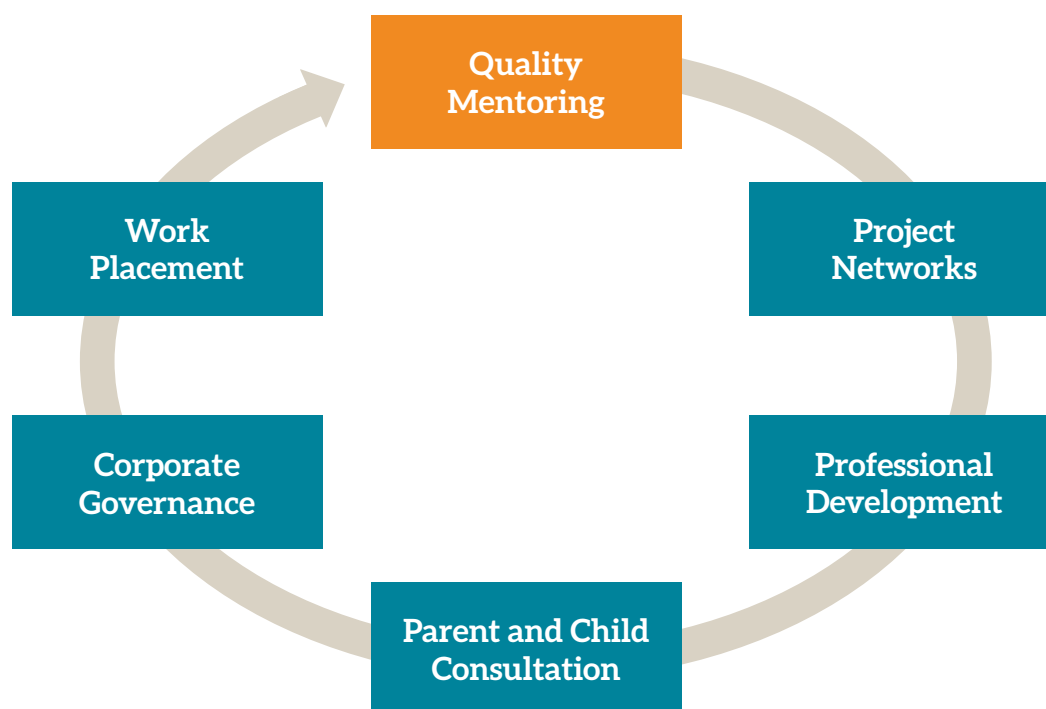 Quality
Mentoring
Work
Placement
Project
Networks
Corporate
Governance
Professional
Development
Parent and Child
Consultation